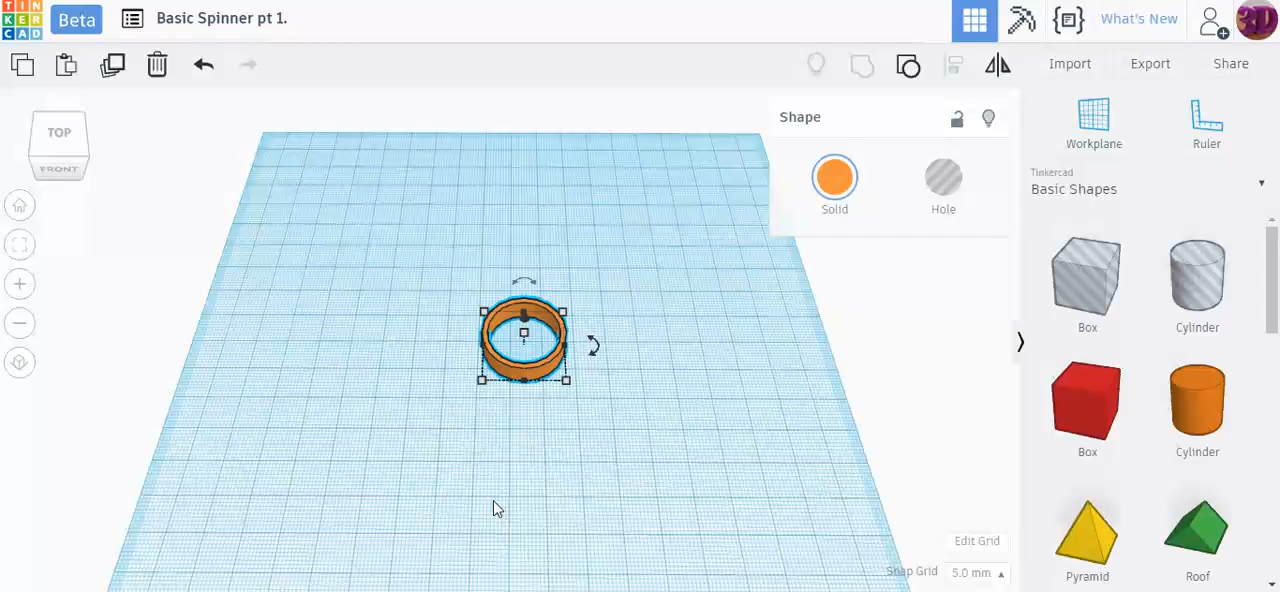 TIN
KER
CAD
Beta
Basic Spinner pt 1.
What's New
3D
Import
Export
Share
TOP
FRONT
Shape
Solid
Hole
Workplane
Ruler
Tinkercad
Basic Shapes
Box
Cylinder
Box
Cylinder
Pyramid
Roof
Edit Grid
Snap Grid
5.0 mm